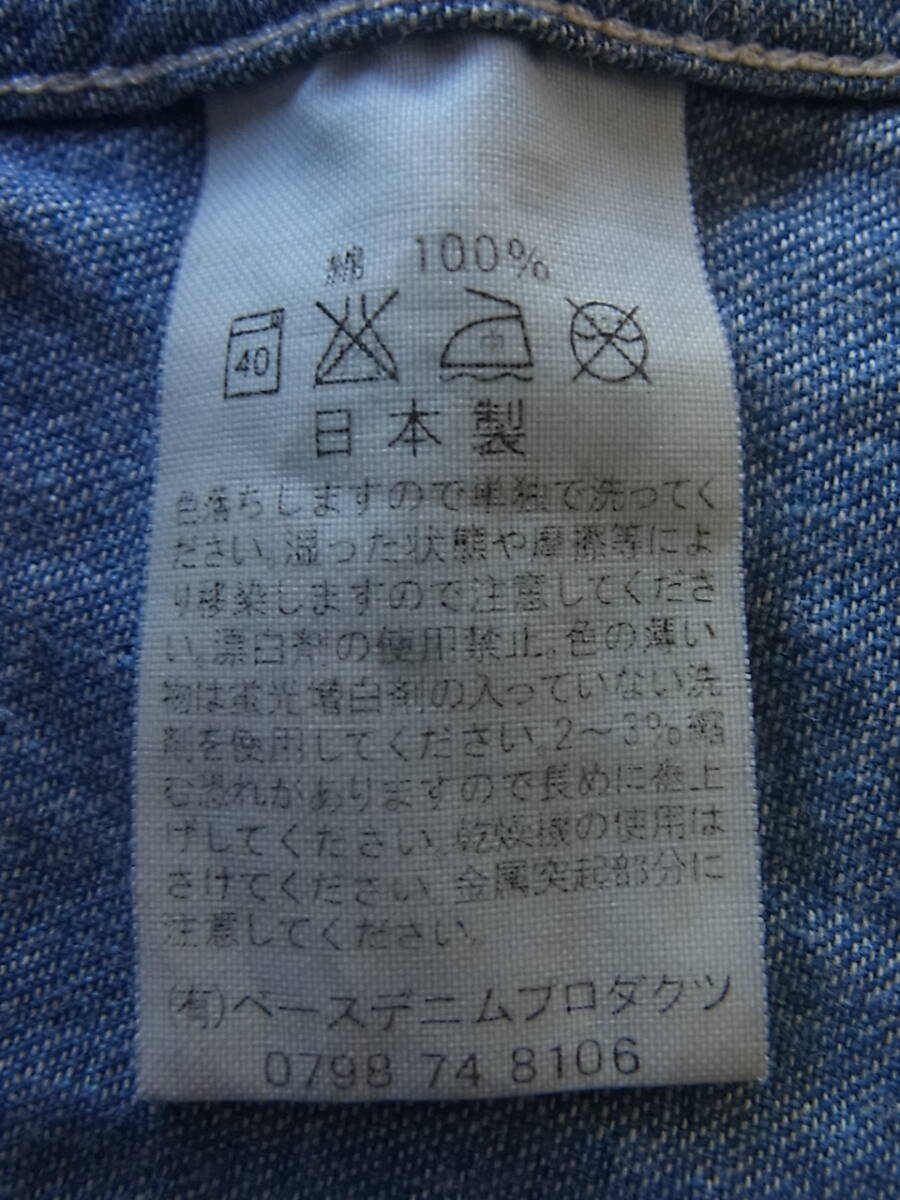 綿 100%
40
中
日本製
色落ちしますので単独で洗ってく
ださい。湿った状態や摩擦等によ
り移染しますので注意してくださ
い。漂白剤の使用禁止。色の薄い
物は蛍光増白剤の入っていない洗
剤を使用してください。2〜3%縮
む恐れがありますので長めに裾上
げしてください。乾燥機の使用は
さけてください。金属突起部分に
注意してください。
(有)ベースデニムプロダクツ
0798 74 8106